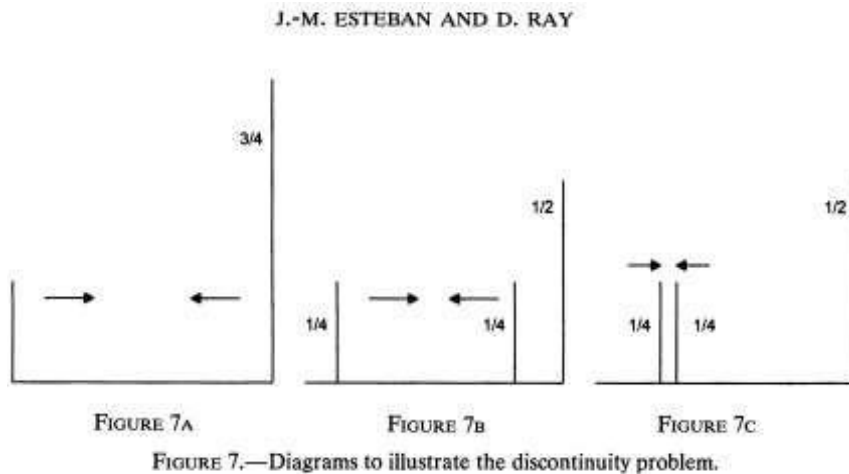 J.-M. ESTEBAN AND D. RAY
3/4
1/2
1/2
1/4
1/4
1/4
1/4
FIGURE 7A
FIGURE 7B
FIGURE 7C
FIGURE 7.—Diagrams to illustrate the discontinuity problem.